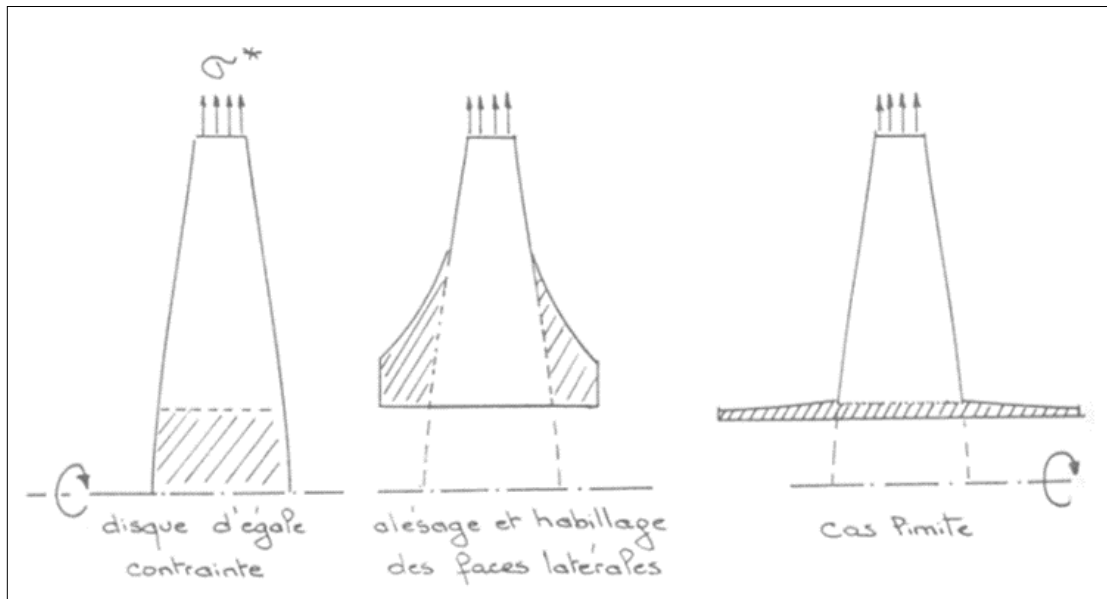 σ*
disque d'égale
contrainte
alésage et habillage
des faces latérales
cas limite